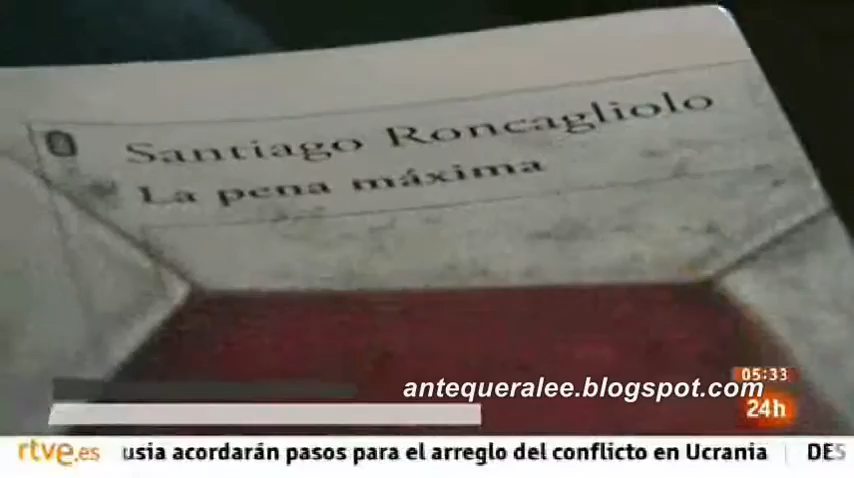 Santiago Roncagliolo
La pena máxima
antequeralee.blogspot.com
05:33
24h
rtve.es usia acordarán pasos para el arreglo del conflicto en Ucrania DES